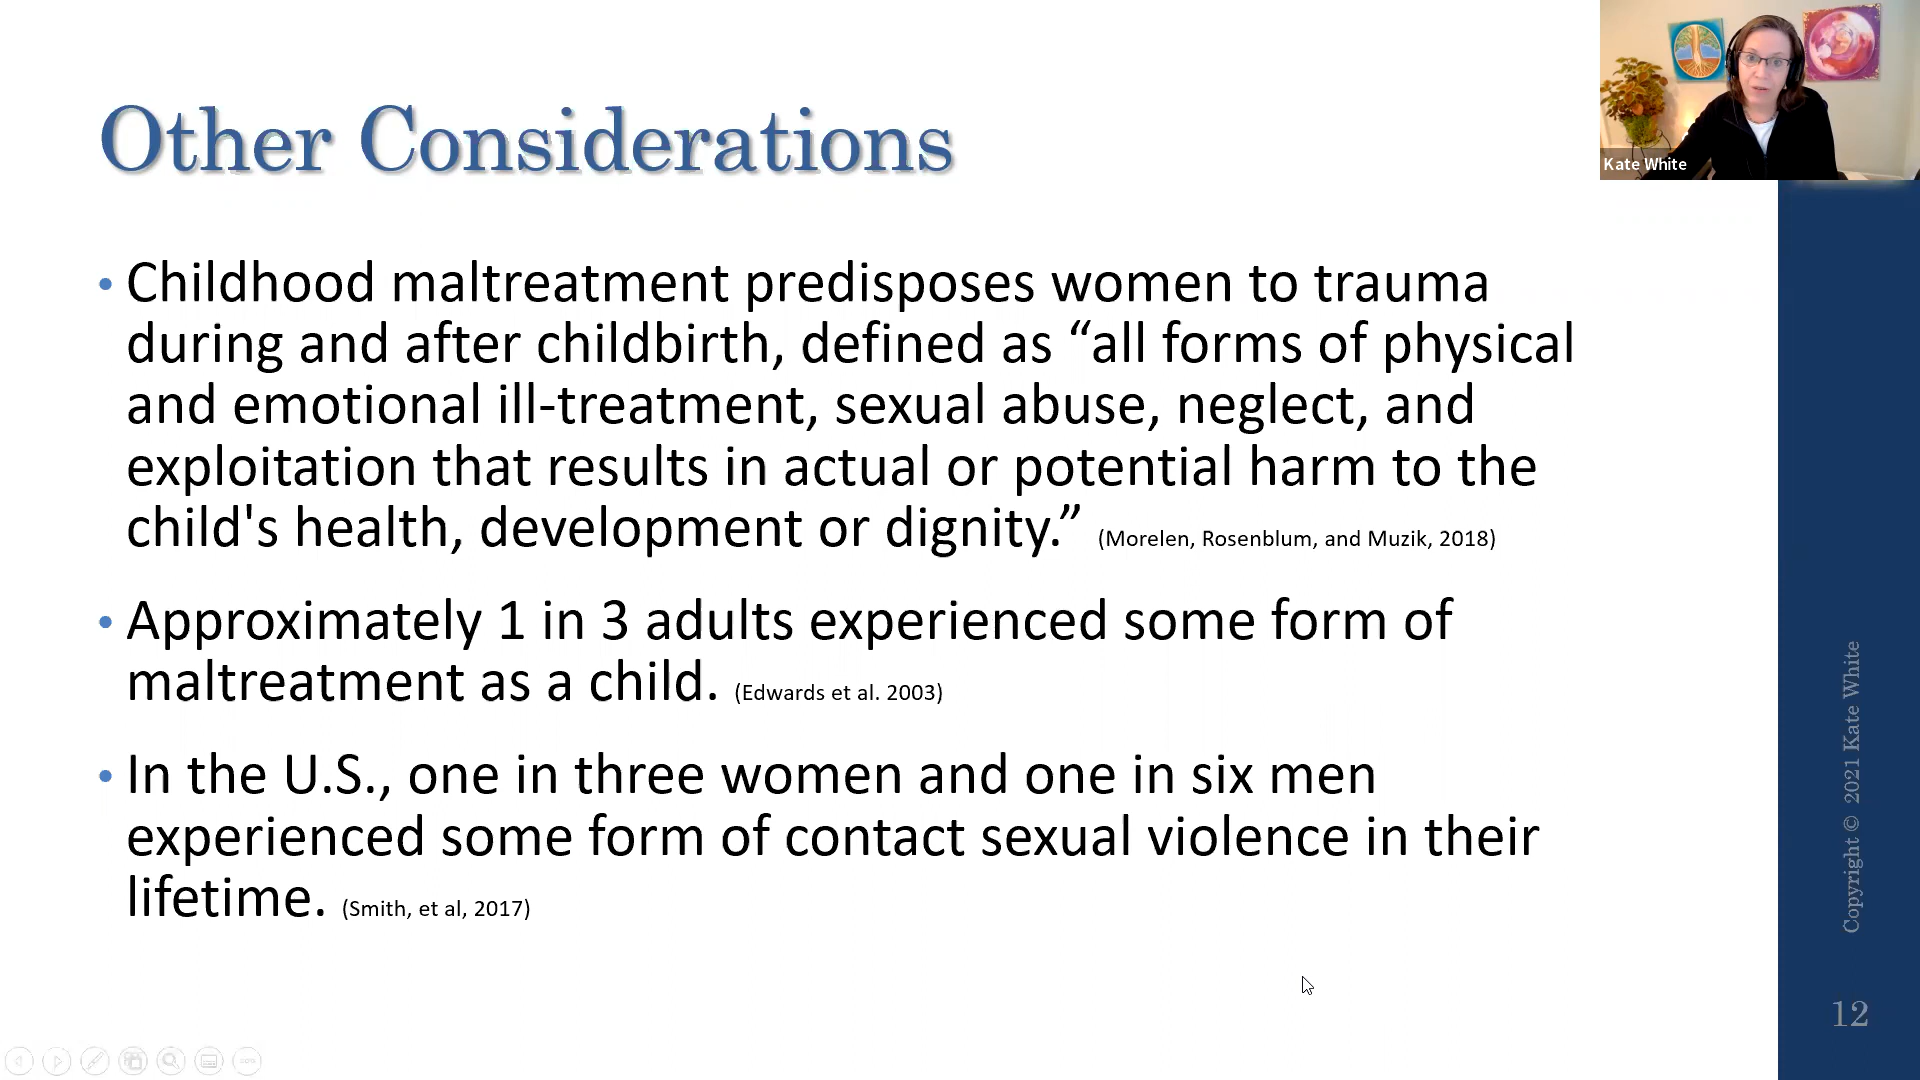 Other Considerations
• Childhood maltreatment predisposes women to trauma
during and after childbirth, defined as “all forms of physical
and emotional ill-treatment, sexual abuse, neglect, and
exploitation that results in actual or potential harm to the
child's health, development or dignity.” (Morelen, Rosenblum, and Muzik, 2018)
• Approximately 1 in 3 adults experienced some form of
maltreatment as a child. (Edwards et al. 2003)
• In the U.S., one in three women and one in six men
experienced some form of contact sexual violence in their
lifetime. (Smith, et al, 2017)
Kate White
Copyright © 2021 Kate White
12